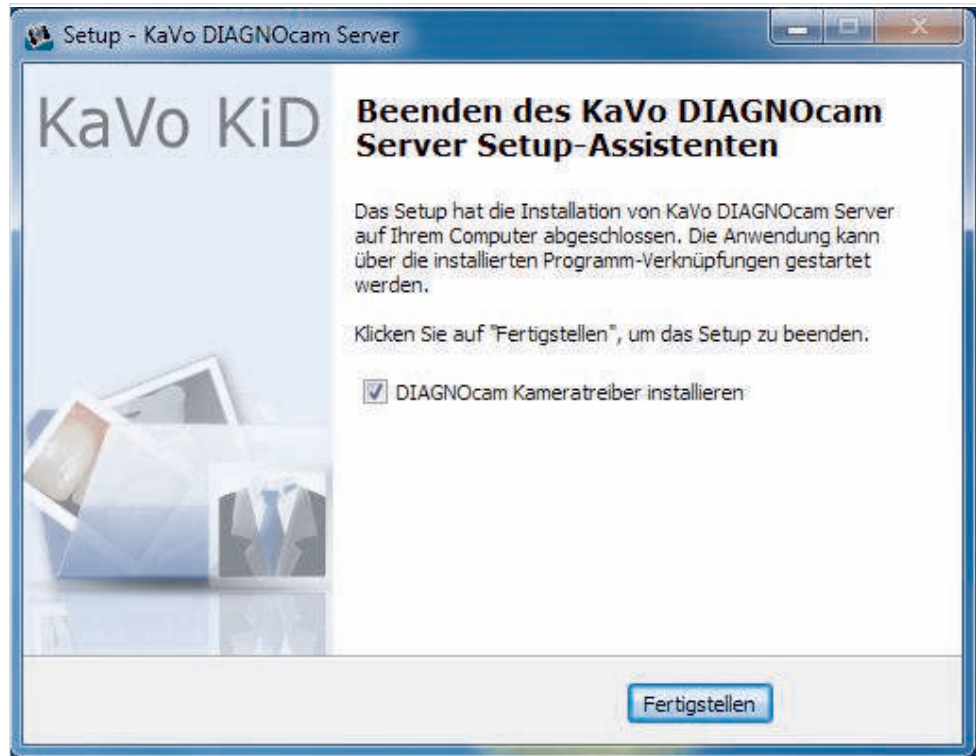 Setup - KaVo DIAGNOcam Server
KaVo KiD
Beenden des KaVo DIAGNOcam
Server Setup-Assistenten
Das Setup hat die Installation von KaVo DIAGNOcam Server
auf Ihrem Computer abgeschlossen. Die Anwendung kann
über die installierten Programm-Verknüpfungen gestartet
werden.
Klicken Sie auf "Fertigstellen", um das Setup zu beenden.
DIAGNOcam Kameratreiber installieren
Fertigstellen